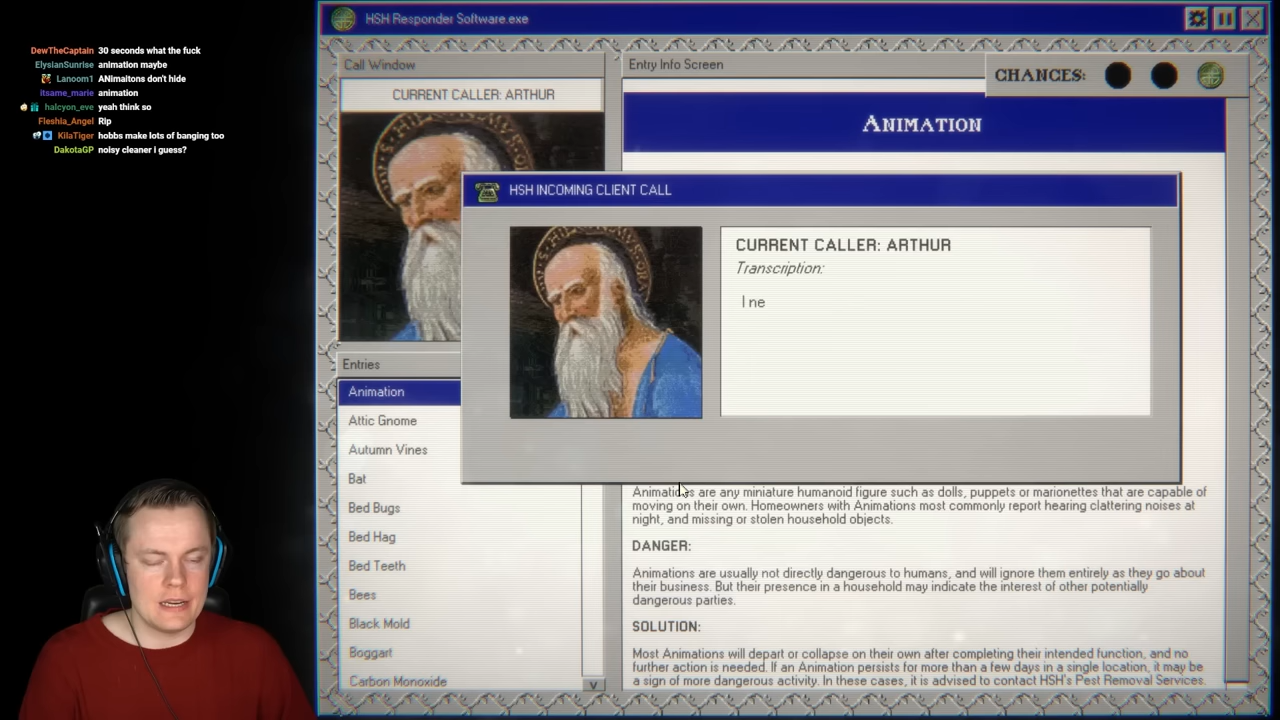 HSH Responder Software.exe
DewTheCaptain 30 seconds what the fuck
ElysianSunrise animation maybe
Lanoom1 ANImaitons don't hide
itsame_marie animation
halcyon_eve yeah think so
Fleshia_Angel Rip
KilaTiger hobbs make lots of banging too
DakotaGP noisy cleaner i guess?
Call Window
CURRENT CALLER: ARTHUR
Entry Info Screen
CHANCES:
ANIMATION
HSH INCOMING CLIENT CALL
CURRENT CALLER: ARTHUR
Transcription:
I ne
Entries
Animation
Attic Gnome
Autumn Vines
Bat
Bed Bugs
Bed Hag
Bed Teeth
Bees
Black Mold
Boggart
Carbon Monoxide
V
Animations are any miniature humanoid figure such as dolls, puppets or marionettes that are capable of
moving on their own. Homeowners with Animations most commonly report hearing clattering noises at
night, and missing or stolen household objects.
DANGER:
Animations are usually not directly dangerous to humans, and will ignore them entirely as they go about
their business. But their presence in a household may indicate the interest of other potentially
dangerous parties.
SOLUTION:
Most Animations will depart or collapse on their own after completing their intended function, and no
further action is needed. If an Animation persists for more than a few days in a single location, it may be
a sign of more dangerous activity. In these cases, it is advised to contact HSH's Pest Removal Services.